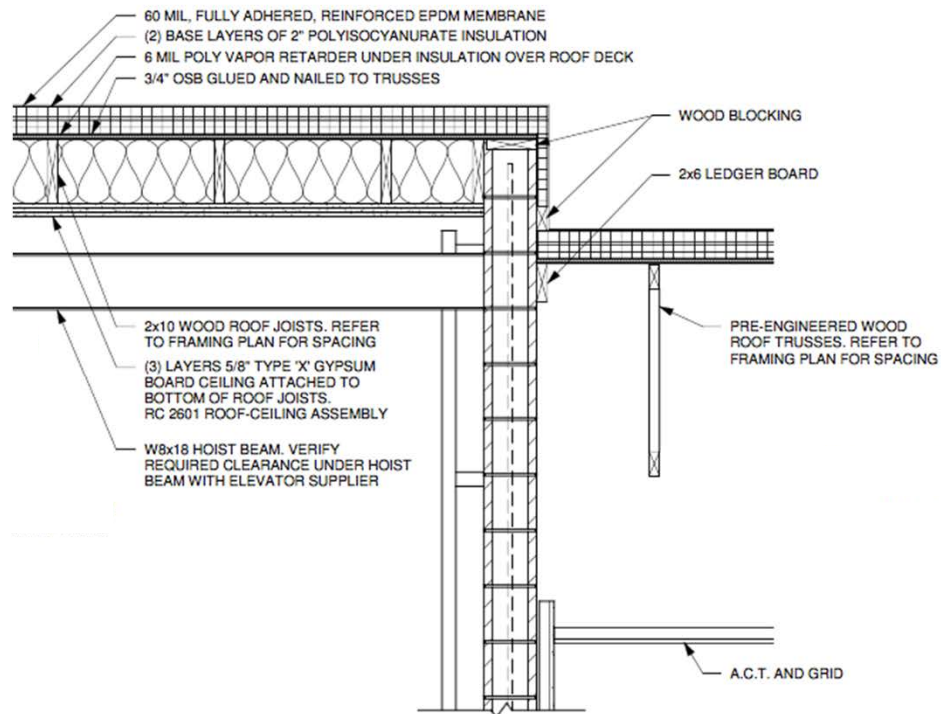 60 MIL, FULLY ADHERED, REINFORCED EPDM MEMBRANE
(2) BASE LAYERS OF 2" POLYISOCYANURATE INSULATION
6 MIL POLY VAPOR RETARDER UNDER INSULATION OVER ROOF DECK
3/4" OSB GLUED AND NAILED TO TRUSSES
WOOD BLOCKING
2x6 LEDGER BOARD
2x10 WOOD ROOF JOISTS. REFER
TO FRAMING PLAN FOR SPACING
(3) LAYERS 5/8" TYPE 'X' GYPSUM
BOARD CEILING ATTACHED TO
BOTTOM OF ROOF JOISTS.
RC 2601 ROOF-CEILING ASSEMBLY
W8x18 HOIST BEAM. VERIFY
REQUIRED CLEARANCE UNDER HOIST
BEAM WITH ELEVATOR SUPPLIER
PRE-ENGINEERED WOOD
ROOF TRUSSES. REFER TO
FRAMING PLAN FOR SPACING
A.C.T. AND GRID